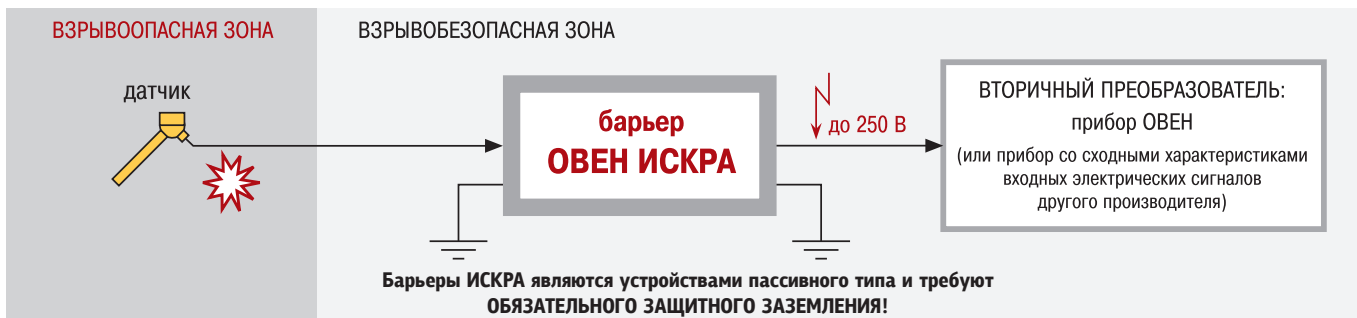 ВЗРЫВООПАСНАЯ ЗОНА
ВЗРЫВОБЕЗОПАСНАЯ ЗОНА
датчик
барьер
ОВЕН ИСКРА
до 250 В
ВТОРИЧНЫЙ ПРЕОБРАЗОВАТЕЛЬ:
прибор ОВЕН
(или прибор со сходными характеристиками
входных электрических сигналов
другого производителя)
Барьеры ИСКРА являются устройствами пассивного типа и требуют
ОБЯЗАТЕЛЬНОГО ЗАЩИТНОГО ЗАЗЕМЛЕНИЯ!